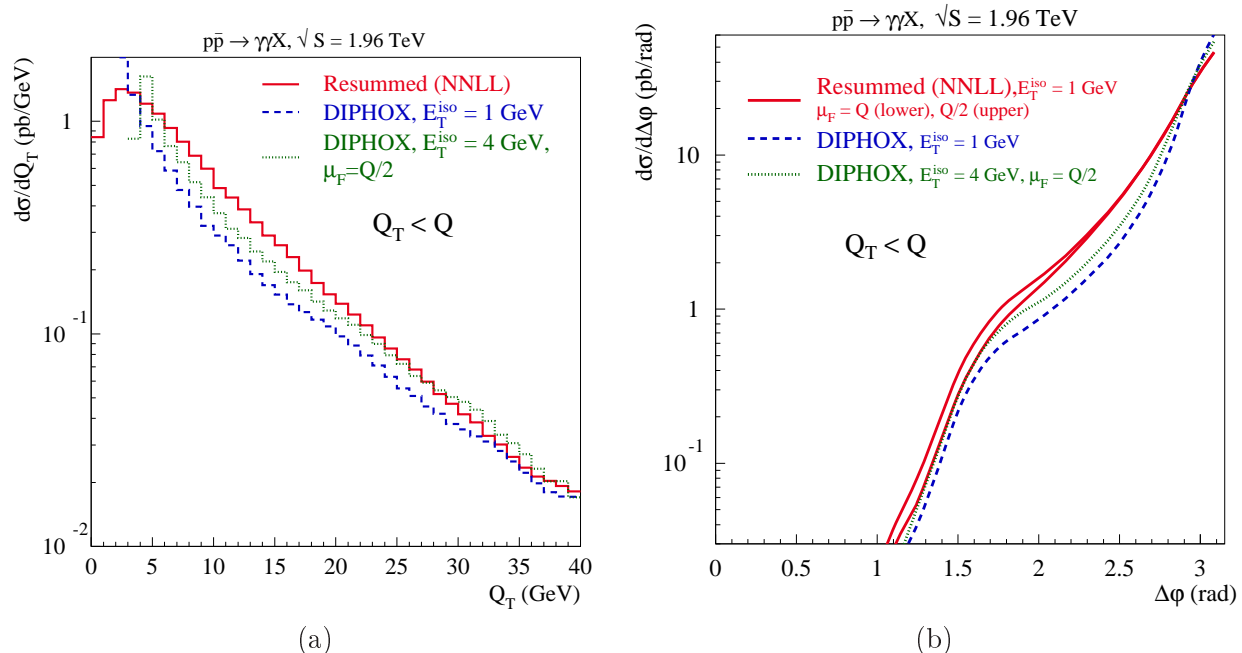 pp̄ → γγX, √ S = 1.96 TeV
dσ/dQ_T (pb/GeV)
Resummed (NNLL)
DIPHOX, E_T^iso = 1 GeV
DIPHOX, E_T^iso = 4 GeV,
μ_F=Q/2
Q_T < Q
1
10^-1
10^-2
0 5 10 15 20 25 30 35 40
Q_T (GeV)
(a)
pp̄ → γγX, √S = 1.96 TeV
dσ/dΔφ (pb/rad)
Resummed (NNLL),E_T^iso = 1 GeV
μ_F = Q (lower), Q/2 (upper)
DIPHOX, E_T^iso = 1 GeV
DIPHOX, E_T^iso = 4 GeV, μ_F = Q/2
Q_T < Q
10
1
10^-1
0 0.5 1 1.5 2 2.5 3
Δφ (rad)
(b)